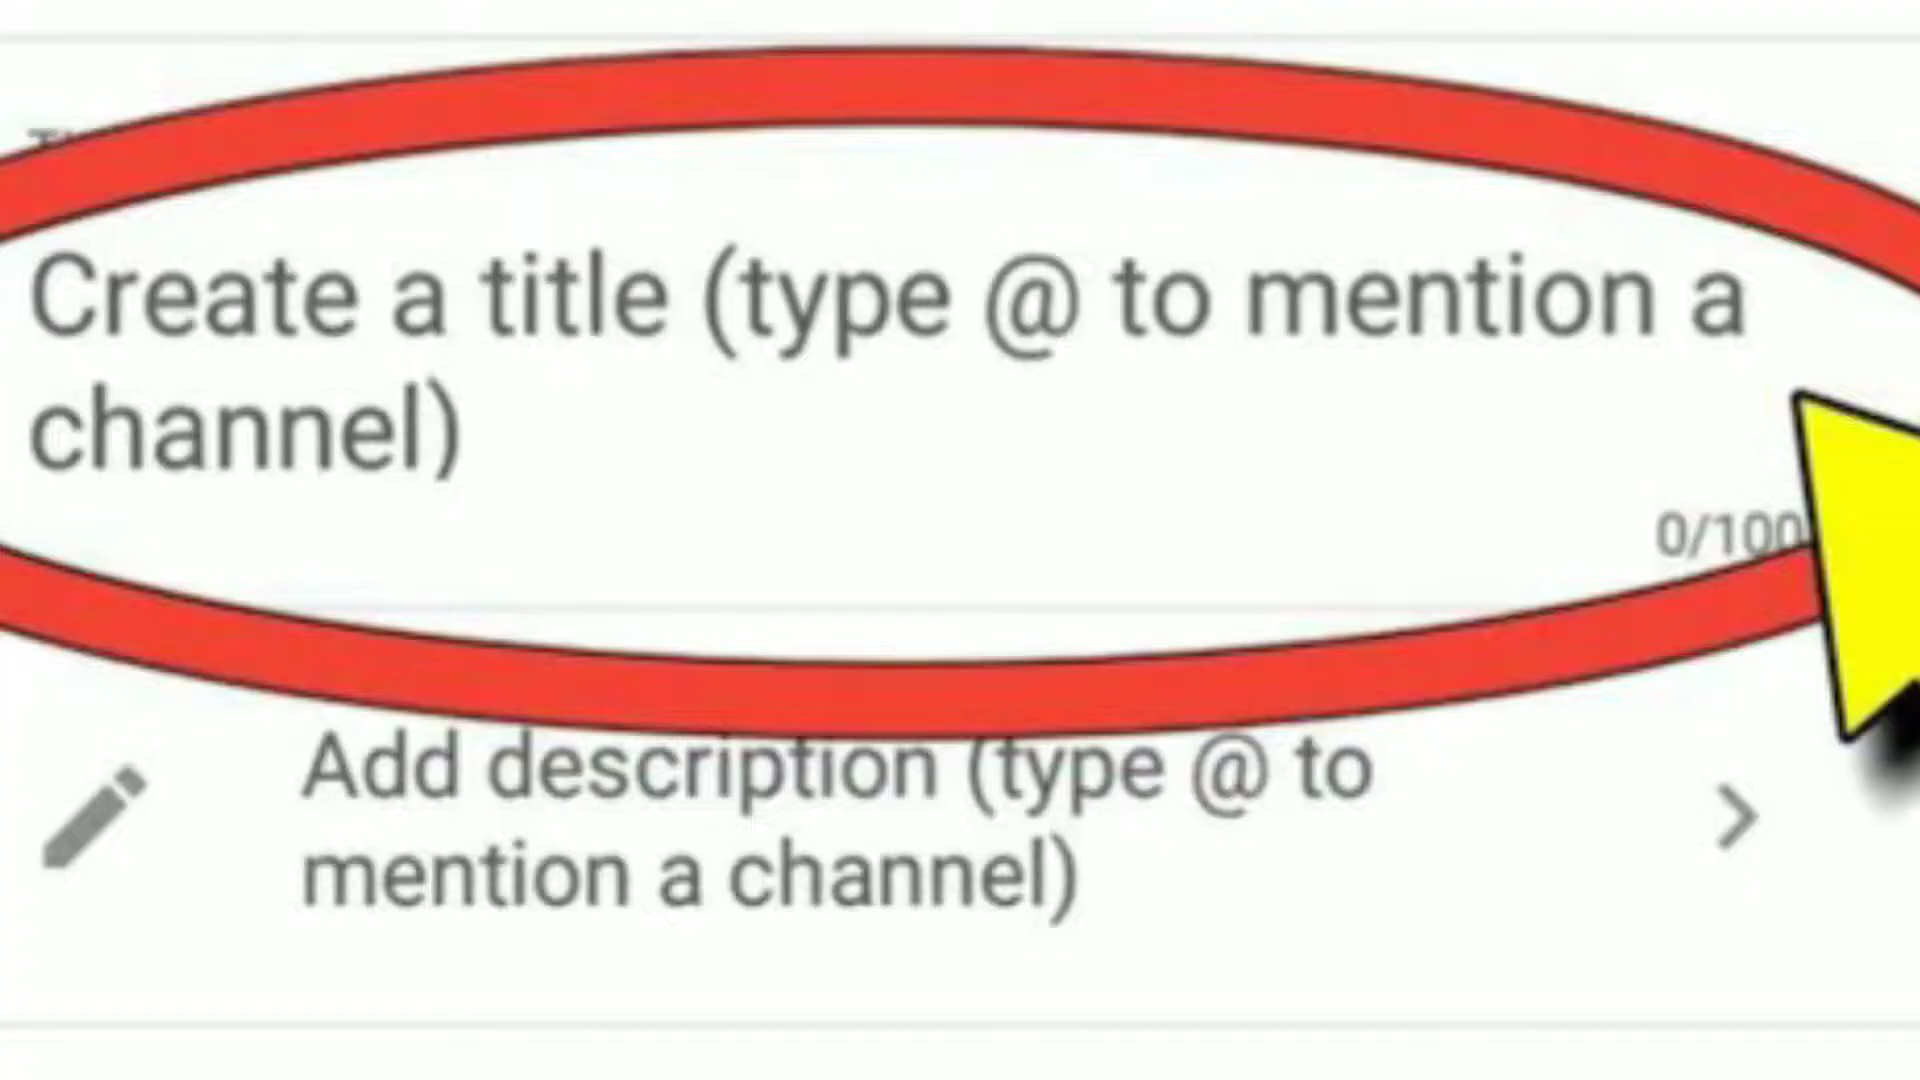 Create a title (type @ to mention a
channel)
0/100
Add description (type @ to
mention a channel)